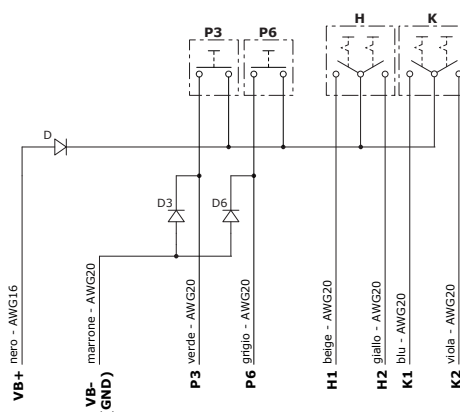 P3
P6
H
K
D
D3
D6
nero - AWG16
marrone - AWG20
verde - AWG20
grigio - AWG20
beige - AWG20
giallo - AWG20
blu - AWG20
viola - AWG20
VB+
VB-
(GND)
P3
P6
H1
H2
K1
K2